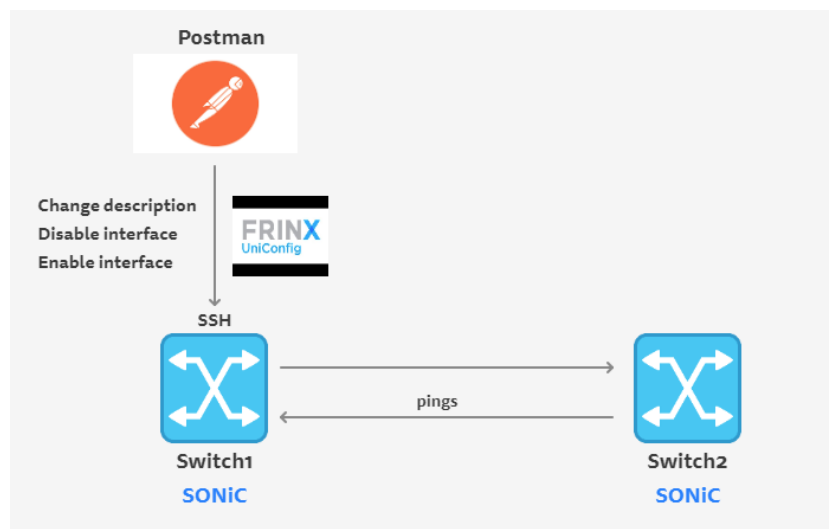 Postman
Change description
Disable interface
Enable interface
FRINX
UniConfig
SSH
pings
Switch1
Switch2
SONiC
SONiC